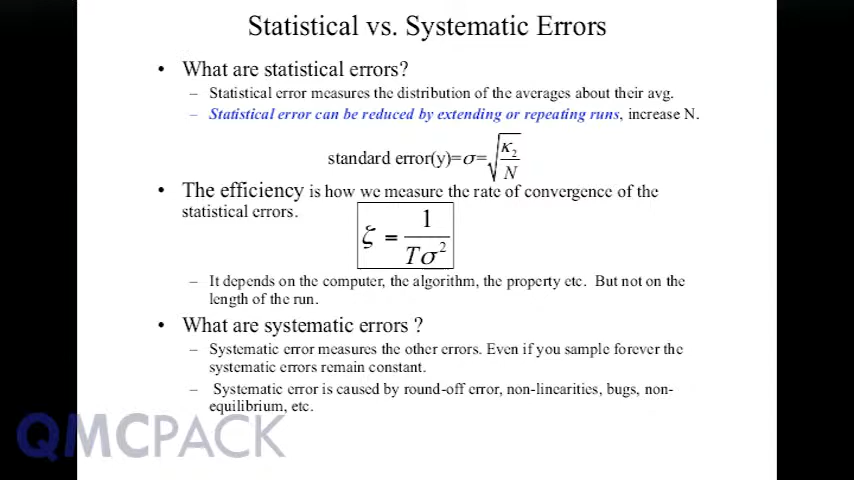 Statistical vs. Systematic Errors
• What are statistical errors?
– Statistical error measures the distribution of the averages about their avg.
– Statistical error can be reduced by extending or repeating runs, increase N.
standard error(y)=σ=√(κ₂/N)
• The efficiency is how we measure the rate of convergence of the
statistical errors.
ζ = 1/(Tσ²)
– It depends on the computer, the algorithm, the property etc. But not on the
length of the run.
• What are systematic errors ?
– Systematic error measures the other errors. Even if you sample forever the
systematic errors remain constant.
– Systematic error is caused by round-off error, non-linearities, bugs, non-
equilibrium, etc.
QMCPACK